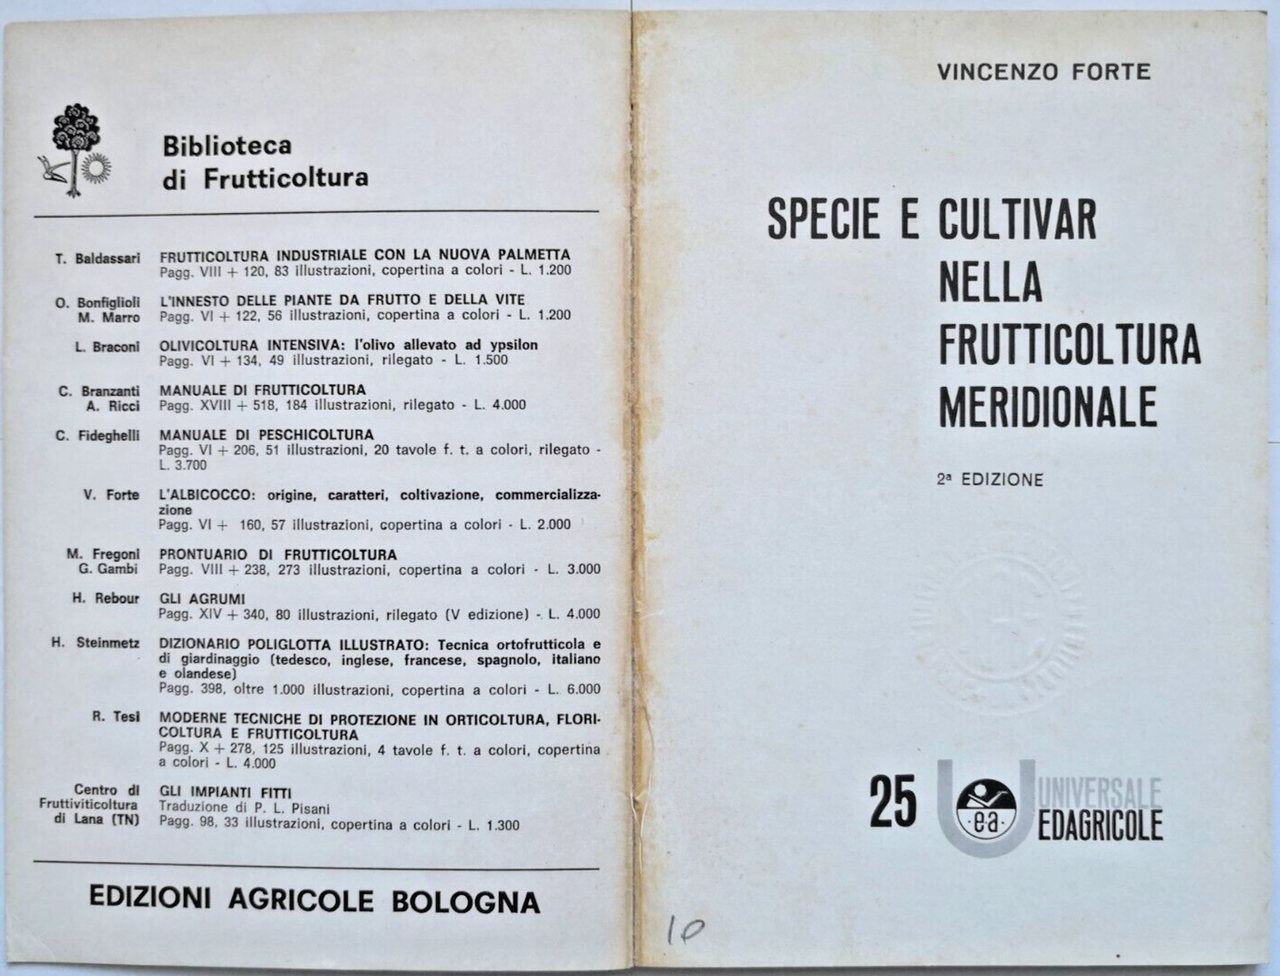 Biblioteca
di Frutticoltura
T. Baldassari FRUTTICOLTURA INDUSTRIALE CON LA NUOVA PALMETTA
Pagg. VIII + 120, 83 illustrazioni, copertina a colori - L. 1.200
O. Bonfiglioli L'INNESTO DELLE PIANTE DA FRUTTO E DELLA VITE
M. Marro Pagg. VI + 122, 56 illustrazioni, copertina a colori - L. 1.200
L. Braconi OLIVICOLTURA INTENSIVA: l'olivo allevato ad ypsilon
Pagg. VI + 134, 49 illustrazioni, rilegato - L. 1.500
C. Branzanti MANUALE DI FRUTTICOLTURA
A. Ricci Pagg. XVIII + 518, 184 illustrazioni, rilegato - L. 4.000
C. Fideghelli MANUALE DI PESCHICOLTURA
Pagg. VI + 206, 51 illustrazioni, 20 tavole f. t. a colori, rilegato -
L. 3.700
V. Forte L'ALBICOCCO: origine, caratteri, coltivazione, commercializza-
zione
Pagg. VI + 160, 57 illustrazioni, copertina a colori - L. 2.000
M. Fregoni PRONTUARIO DI FRUTTICOLTURA
G. Gambi Pagg. VIII + 238, 273 illustrazioni, copertina a colori - L. 3.000
H. Rebour GLI AGRUMI
Pagg. XIV + 340, 80 illustrazioni, rilegato (V edizione) - L. 4.000
H. Steinmetz DIZIONARIO POLIGLOTTA ILLUSTRATO: Tecnica ortofrutticola e
di giardinaggio (tedesco, inglese, francese, spagnolo, italiano
e olandese)
Pagg. 398, oltre 1.000 illustrazioni, copertina a colori - L. 6.000
R. Tesi MODERNE TECNICHE DI PROTEZIONE IN ORTICOLTURA, FLORI-
COLTURA E FRUTTICOLTURA
Pagg. X + 278, 125 illustrazioni, 4 tavole f. t. a colori, copertina
a colori - L. 4.000
Centro di GLI IMPIANTI FITTI
Fruttiviticoltura Traduzione di P. L. Pisani
di Lana (TN) Pagg. 98, 33 illustrazioni, copertina a colori - L. 1.300
EDIZIONI AGRICOLE BOLOGNA
VINCENZO FORTE
SPECIE E CULTIVAR
NELLA
FRUTTICOLTURA
MERIDIONALE
2ª EDIZIONE
25
ea
UNIVERSALE
EDAGRICOLE